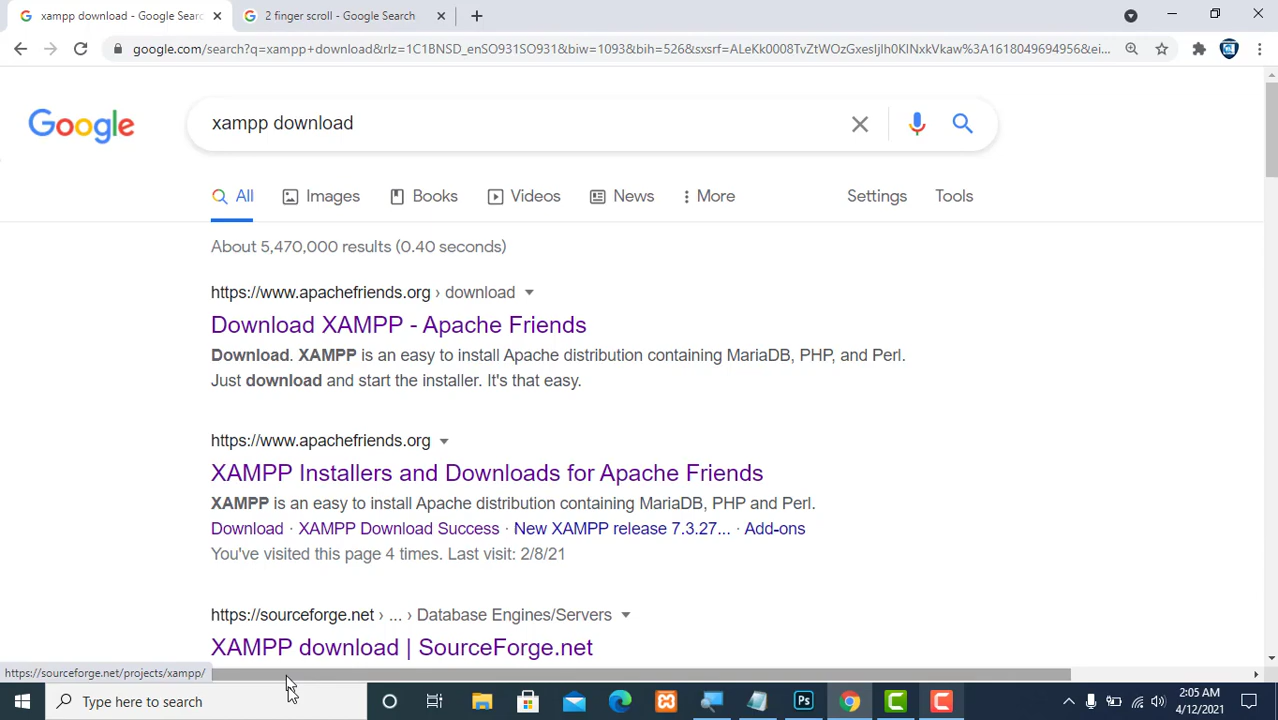 xampp download - Google Sear
2 finger scroll - Google Search
google.com/search?q=xampp+download&rlz=1C1BNSD_enSO931SO931&biw=1093&bih=526&sxsrf=ALeKk0008TvZtWOzGxesIjlh0KINxkVkaw%3A1618049694956&ei...
Google
xampp download
All
Images
Books
Videos
News
More
Settings
Tools
About 5,470,000 results (0.40 seconds)
https://www.apachefriends.org › download
Download XAMPP - Apache Friends
Download. XAMPP is an easy to install Apache distribution containing MariaDB, PHP, and Perl.
Just download and start the installer. It's that easy.
https://www.apachefriends.org
XAMPP Installers and Downloads for Apache Friends
XAMPP is an easy to install Apache distribution containing MariaDB, PHP and Perl.
Download · XAMPP Download Success · New XAMPP release 7.3.27... · Add-ons
You've visited this page 4 times. Last visit: 2/8/21
https://sourceforge.net › ... › Database Engines/Servers
XAMPP download | SourceForge.net
https://sourceforge.net/projects/xampp/
Type here to search
Ps
2:05 AM
4/12/2021